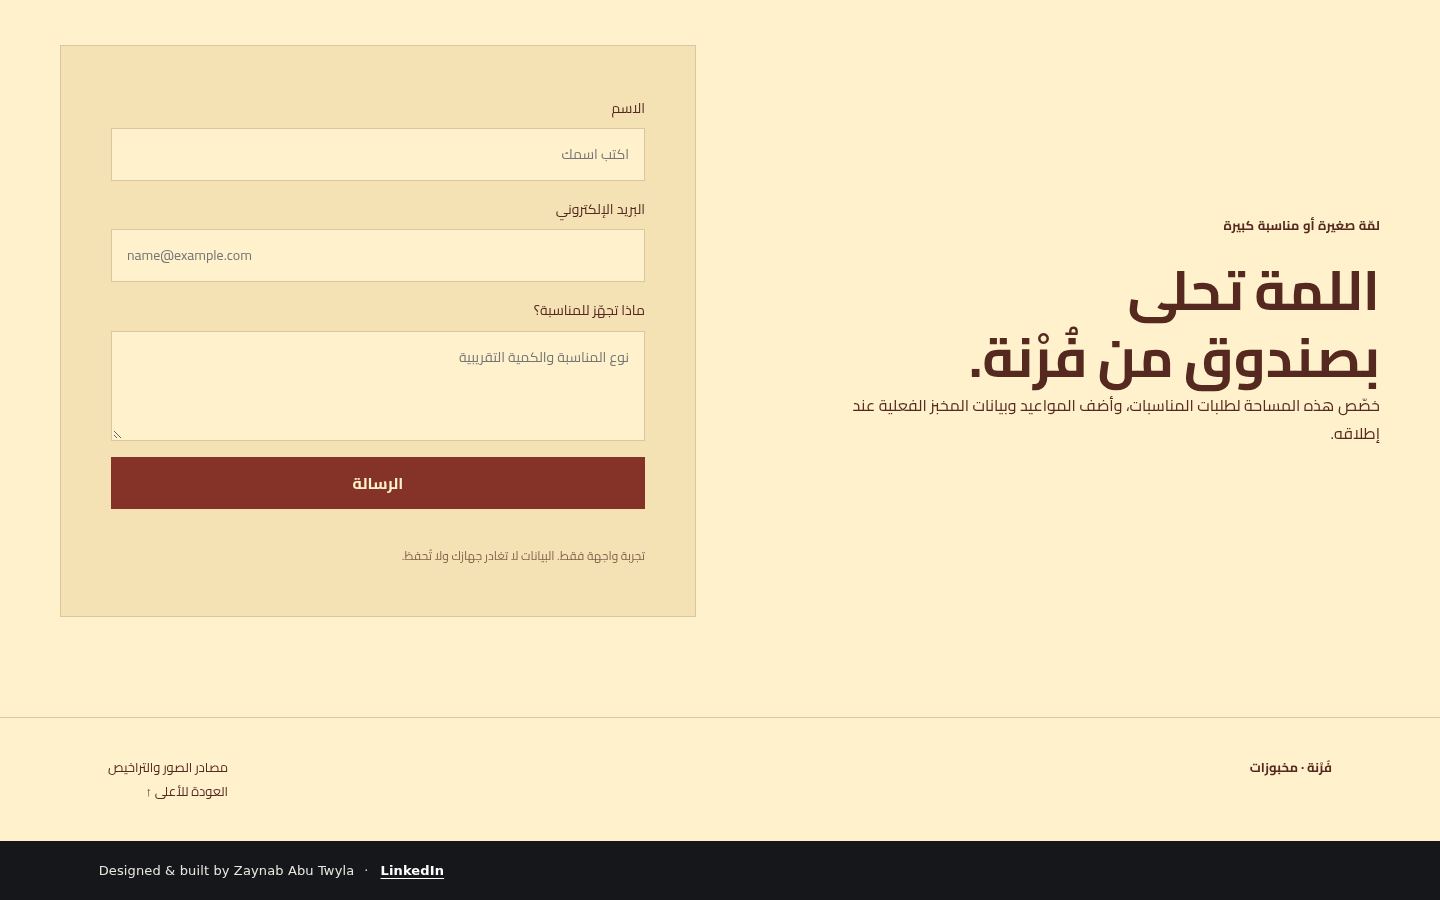 لمّة صغيرة أو مناسبة كبيرة
اللمة تحلى
بصندوق من فُرْنة.
خصّص هذه المساحة لطلبات المناسبات، وأضف المواعيد وبيانات المخبز الفعلية عند
إطلاقه.
الاسم
اكتب اسمك
البريد الإلكتروني
name@example.com
ماذا تجهّز للمناسبة؟
نوع المناسبة والكمية التقريبية
الرسالة
تجربة واجهة فقط. البيانات لا تغادر جهازك ولا تُحفظ.
فُرْنة · مخبوزات
مصادر الصور والتراخيص
العودة للأعلى ↑
Designed & built by Zaynab Abu Twyla · LinkedIn